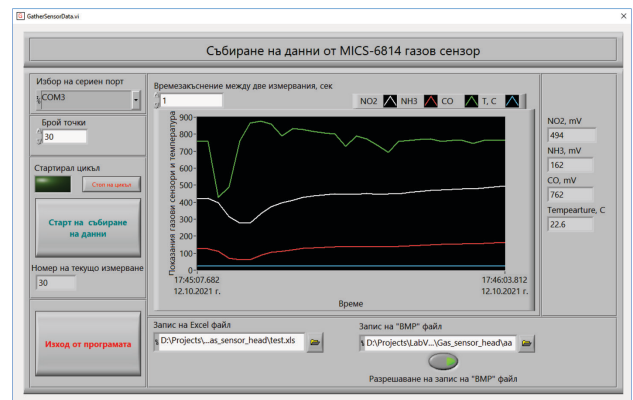 GatherSensorData.vi
Събиране на данни от MICS-6814 газов сензор
Избор на сериен порт
COM3
Брой точки
30
Стартирал цикъл
Стоп на цикъл
Старт на събиране
на данни
Номер на текущо измерване
30
Изход от програмата
Времезакъснение между две измервания, сек
1
NO2 NH3 CO T, C
Показания газови сензори и температура
900
800
700
600
500
400
300
200
100
0
17:45:07.682
12.10.2021 г.
17:46:03.812
12.10.2021 г.
Време
NO2, mV
494
NH3, mV
162
CO, mV
762
Tempearture, C
22.6
Запис на Excel файл
D:\Projects\...as_sensor_head\test.xls
Запис на "BMP" файл
D:\Projects\LabV...\Gas_sensor_head\aa
Разрешаване на запис на "BMP" файл